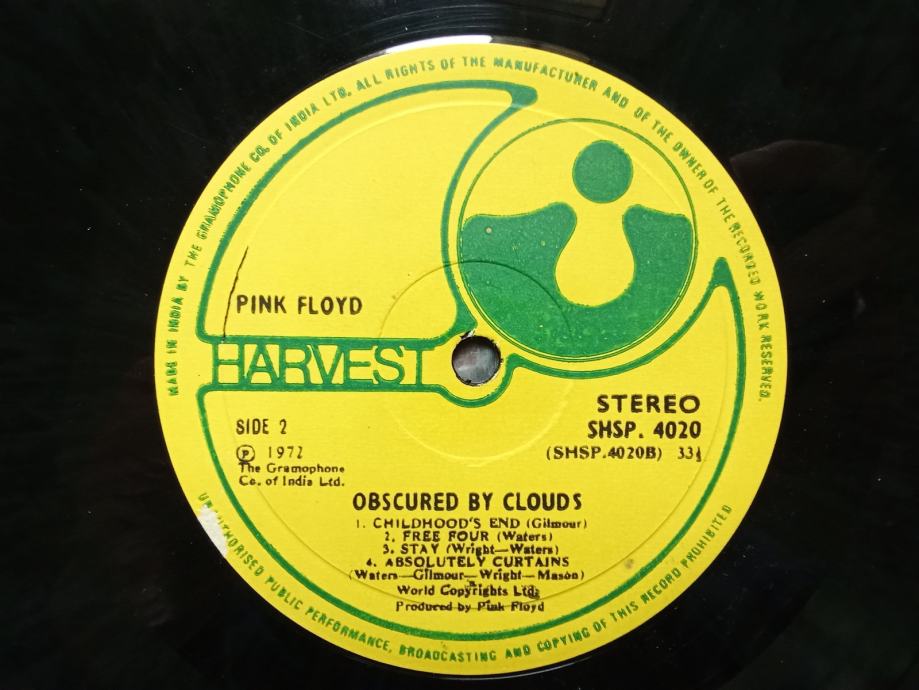 MADE IN INDIA BY THE GRAMOPHONE CO. OF INDIA LTD. ALL RIGHTS OF THE MANUFACTURER AND OF THE OWNER OF THE RECORDED WORK RESERVED.
PINK FLOYD
HARVEST
STEREO
SHSP. 4020
(SHSP.4020B) 33⅓
SIDE 2
Ⓟ 1972
The Gramophone
Co. of India Ltd.
OBSCURED BY CLOUDS
1. CHILDHOOD'S END (Gilmour)
2. FREE FOUR (Waters)
3. STAY (Wright—Waters)
4. ABSOLUTELY CURTAINS
(Waters—Gilmour—Wright—Mason)
World Copyrights Ltd;
Produced by Pink Floyd
UNAUTHORISED PUBLIC PERFORMANCE, BROADCASTING AND COPYING OF THIS RECORD PROHIBITED